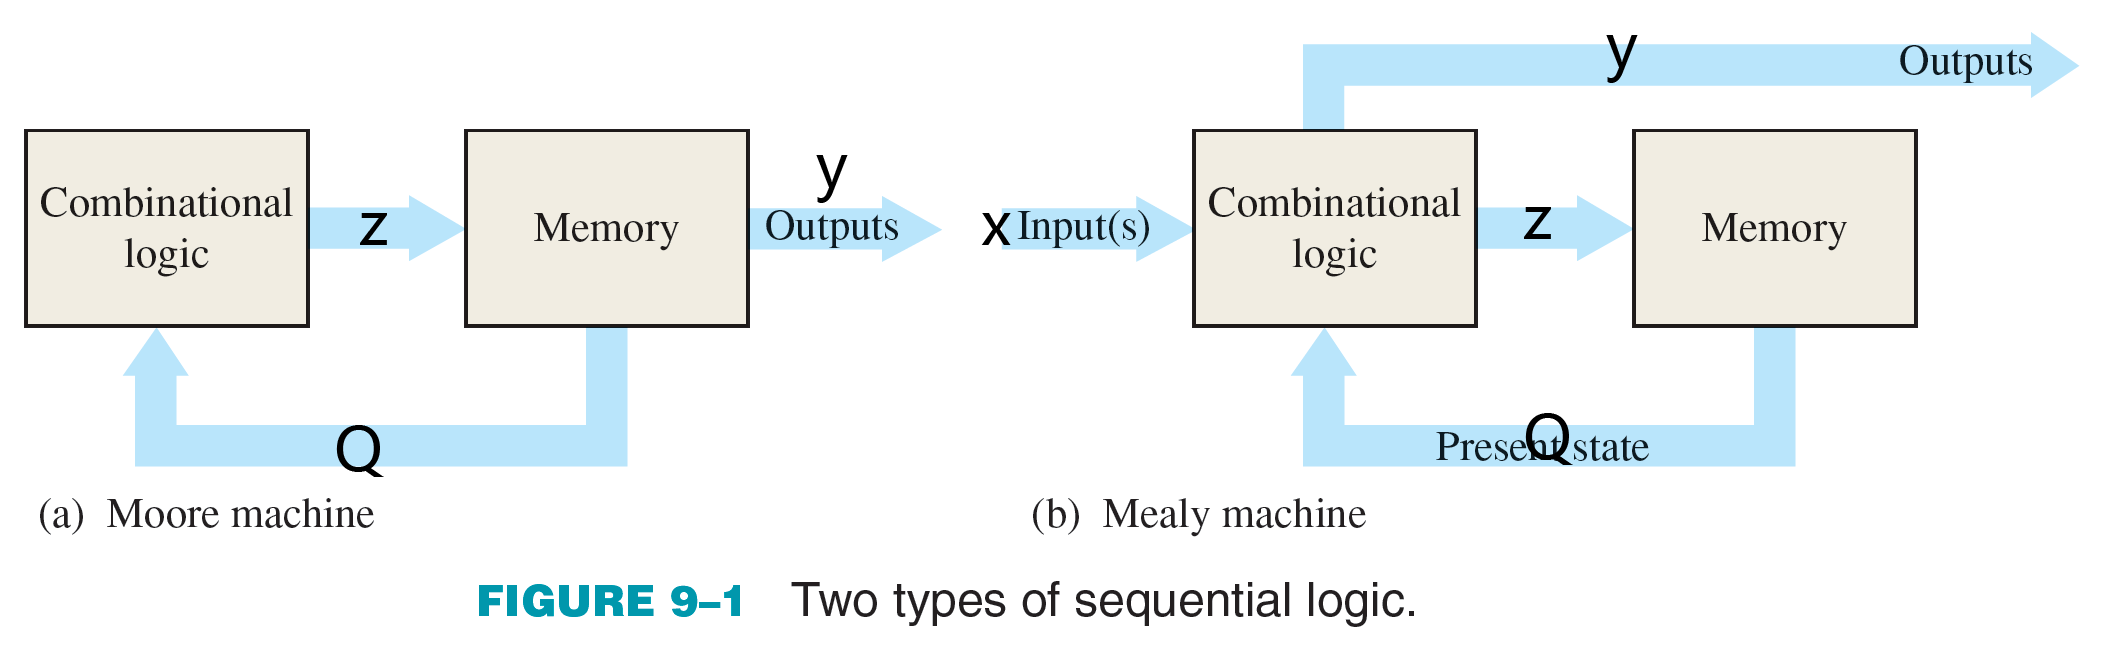 y
Outputs
Combinational
logic
z
Memory
y
Outputs
x Input(s)
Combinational
logic
z
Memory
Q
Q
Present state
(a) Moore machine
(b) Mealy machine
FIGURE 9–1 Two types of sequential logic.